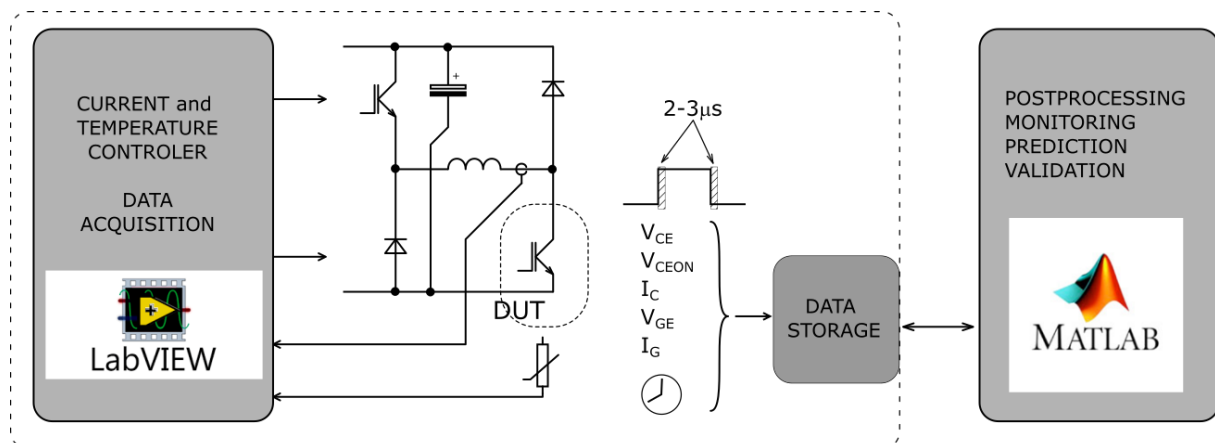 CURRENT and
TEMPERATURE
CONTROLER
DATA
ACQUISITION
LabVIEW
+
+
DUT
2-3μs
V_CE
V_CEON
I_C
V_GE
I_G
DATA
STORAGE
POSTPROCESSING
MONITORING
PREDICTION
VALIDATION
MATLAB